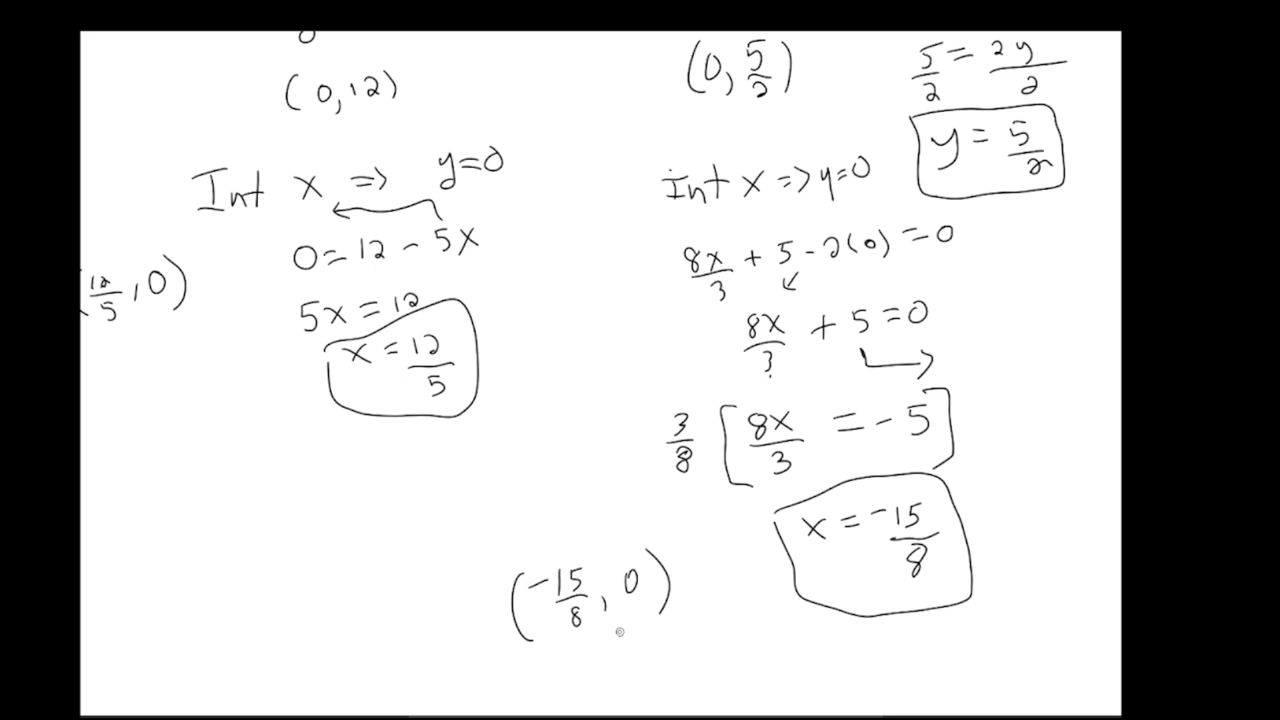 (0,12)
Int x => y=0
0=12-5x
5x=12
x=12/5
(12/5,0)
(0,5/2)
5/2=2y/2
y=5/2
Int x=>y=0
8x/3+5-2(0)=0
8x/3+5=0
3/8[8x/3=-5]
x=-15/8
(-15/8,0)